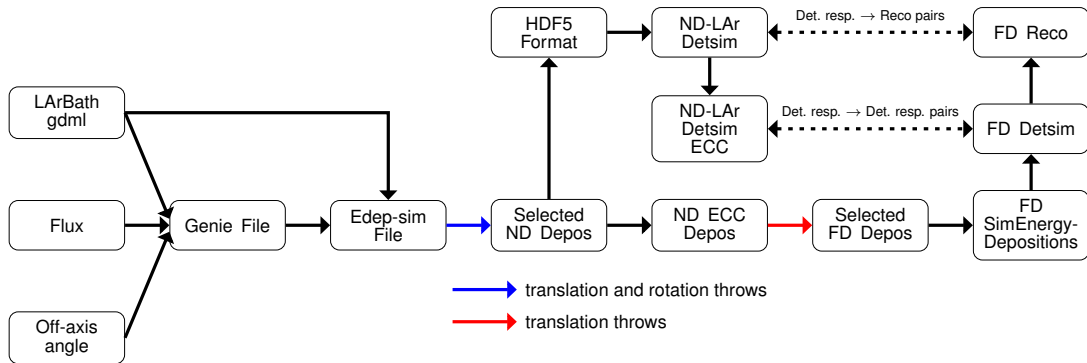 HDF5
Format
ND-LAr
Detsim
Det. resp. → Reco pairs
FD Reco
LArBath
gdml
ND-LAr
Detsim
ECC
Det. resp. → Det. resp. pairs
FD Detsim
Flux
Genie File
Edep-sim
File
Selected
ND Depos
ND ECC
Depos
Selected
FD Depos
FD
SimEnergy-
Depositions
translation and rotation throws
translation throws
Off-axis
angle